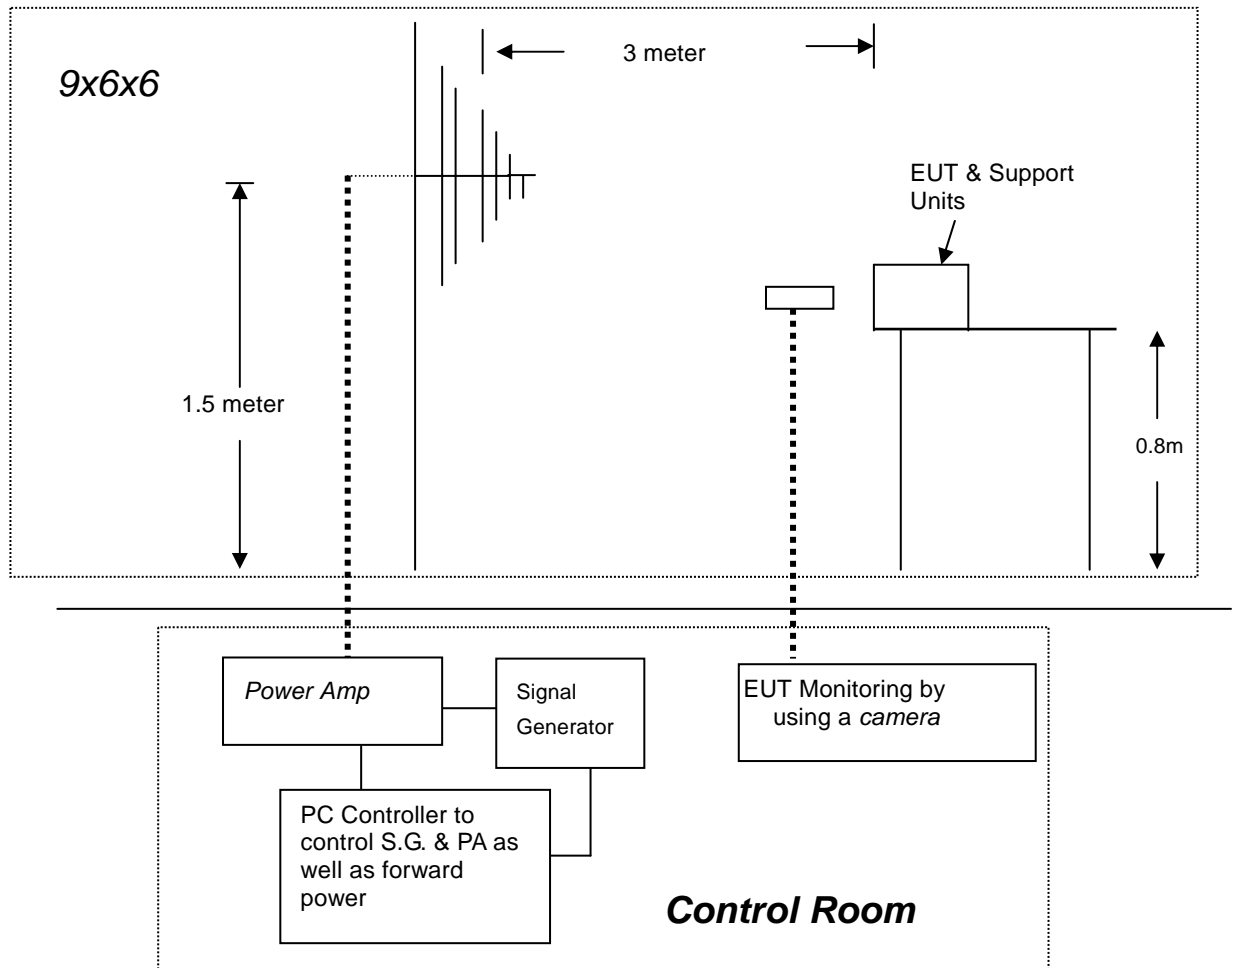 3 meter
9x6x6
EUT & Support
Units
1.5 meter
0.8m
Power Amp
Signal
Generator
EUT Monitoring by
using a camera
PC Controller to
control S.G. & PA as
well as forward
power
Control Room